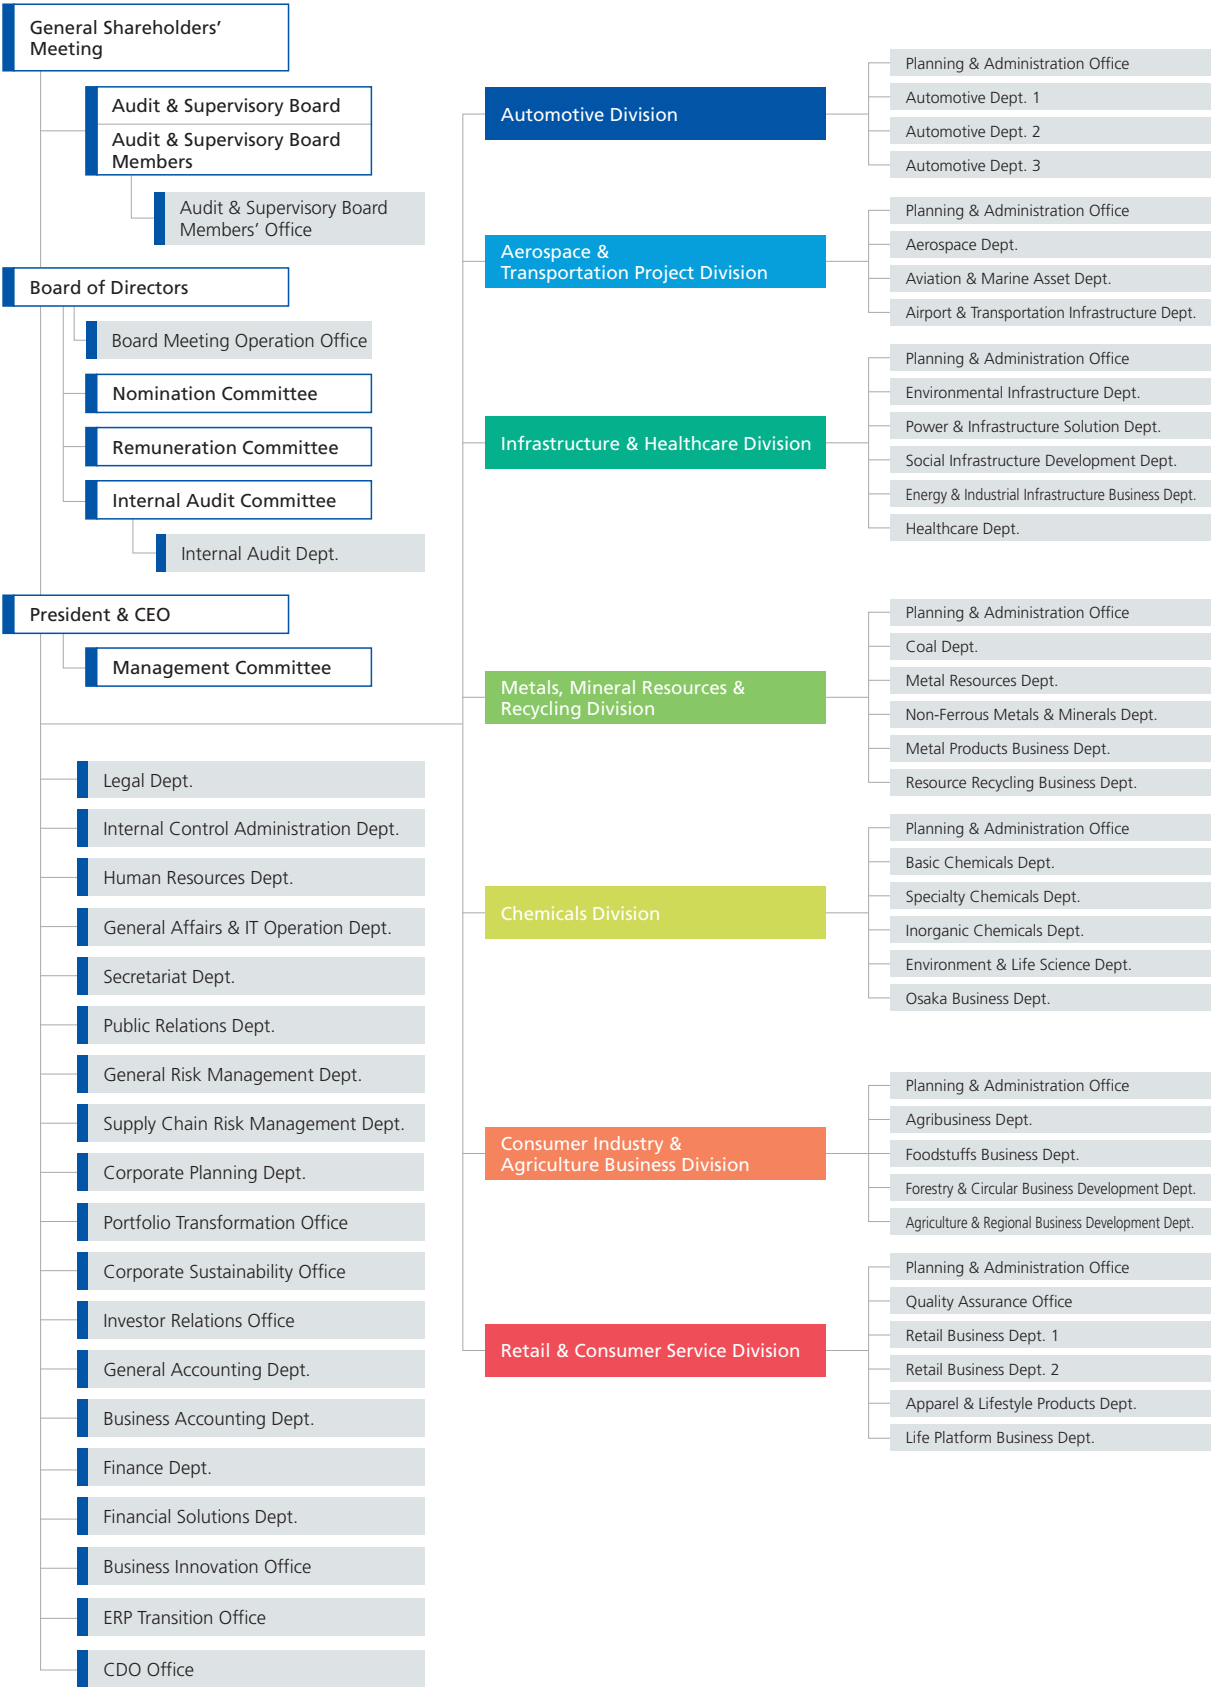 General Shareholders’
Meeting
Audit & Supervisory Board
Audit & Supervisory Board
Members
Audit & Supervisory Board
Members’ Office
Board of Directors
Board Meeting Operation Office
Nomination Committee
Remuneration Committee
Internal Audit Committee
Internal Audit Dept.
President & CEO
Management Committee
Legal Dept.
Internal Control Administration Dept.
Human Resources Dept.
General Affairs & IT Operation Dept.
Secretariat Dept.
Public Relations Dept.
General Risk Management Dept.
Supply Chain Risk Management Dept.
Corporate Planning Dept.
Portfolio Transformation Office
Corporate Sustainability Office
Investor Relations Office
General Accounting Dept.
Business Accounting Dept.
Finance Dept.
Financial Solutions Dept.
Business Innovation Office
ERP Transition Office
CDO Office
Automotive Division
Planning & Administration Office
Automotive Dept. 1
Automotive Dept. 2
Automotive Dept. 3
Aerospace &
Transportation Project Division
Planning & Administration Office
Aerospace Dept.
Aviation & Marine Asset Dept.
Airport & Transportation Infrastructure Dept.
Infrastructure & Healthcare Division
Planning & Administration Office
Environmental Infrastructure Dept.
Power & Infrastructure Solution Dept.
Social Infrastructure Development Dept.
Energy & Industrial Infrastructure Business Dept.
Healthcare Dept.
Metals, Mineral Resources &
Recycling Division
Planning & Administration Office
Coal Dept.
Metal Resources Dept.
Non-Ferrous Metals & Minerals Dept.
Metal Products Business Dept.
Resource Recycling Business Dept.
Chemicals Division
Planning & Administration Office
Basic Chemicals Dept.
Specialty Chemicals Dept.
Inorganic Chemicals Dept.
Environment & Life Science Dept.
Osaka Business Dept.
Consumer Industry &
Agriculture Business Division
Planning & Administration Office
Agribusiness Dept.
Foodstuffs Business Dept.
Forestry & Circular Business Development Dept.
Agriculture & Regional Business Development Dept.
Retail & Consumer Service Division
Planning & Administration Office
Quality Assurance Office
Retail Business Dept. 1
Retail Business Dept. 2
Apparel & Lifestyle Products Dept.
Life Platform Business Dept.